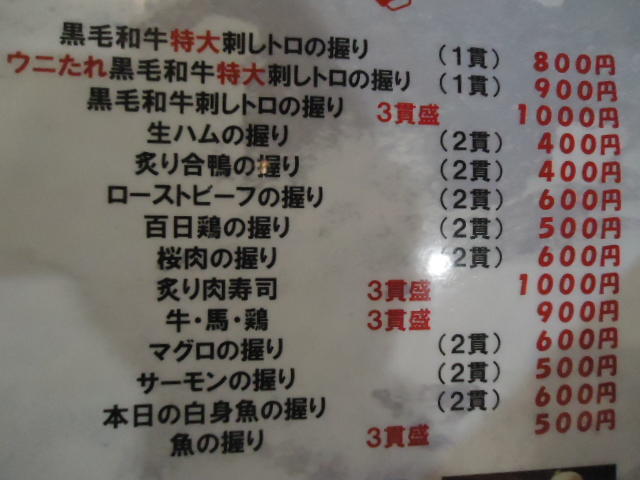 黒毛和牛特大刺しトロの握り (1貫) 800円
ウニたれ黒毛和牛特大刺しトロの握り (1貫) 900円
黒毛和牛刺しトロの握り 3貫盛 1000円
生ハムの握り (2貫) 400円
炙り合鴨の握り (2貫) 400円
ローストビーフの握り (2貫) 600円
百日鶏の握り (2貫) 500円
桜肉の握り (2貫) 600円
炙り肉寿司 3貫盛 1000円
牛・馬・鶏 3貫盛 900円
マグロの握り (2貫) 600円
サーモンの握り (2貫) 500円
本日の白身魚の握り (2貫) 600円
魚の握り 3貫盛 500円